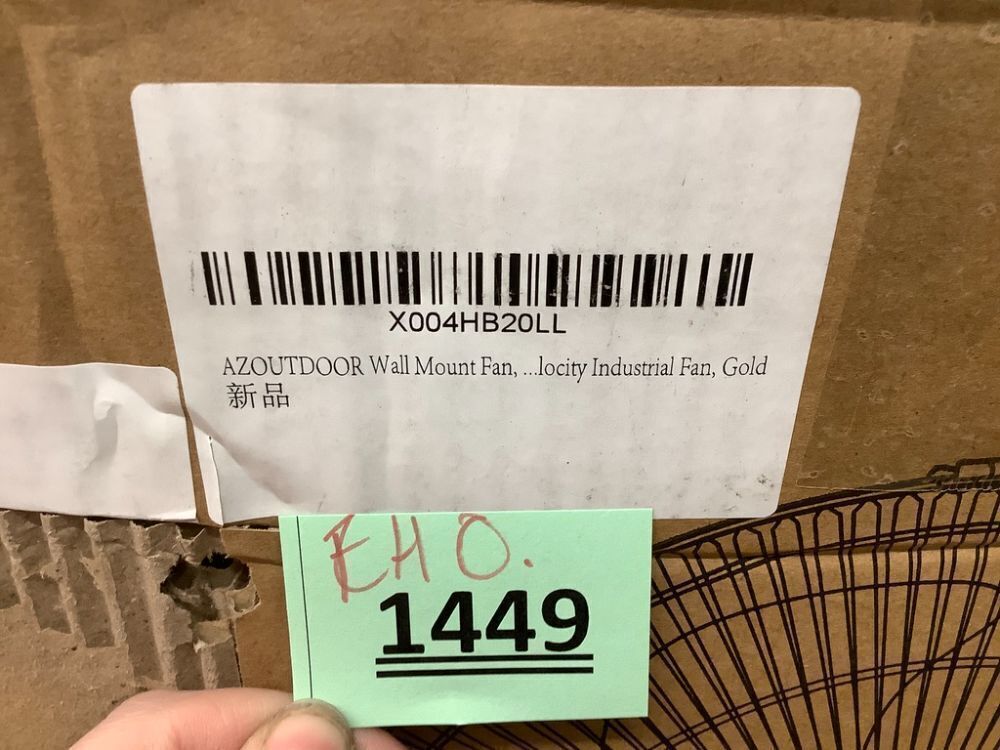 X004HB20LL
AZOUTDOOR Wall Mount Fan, ...locity Industrial Fan, Gold
新品
EHO.
1449